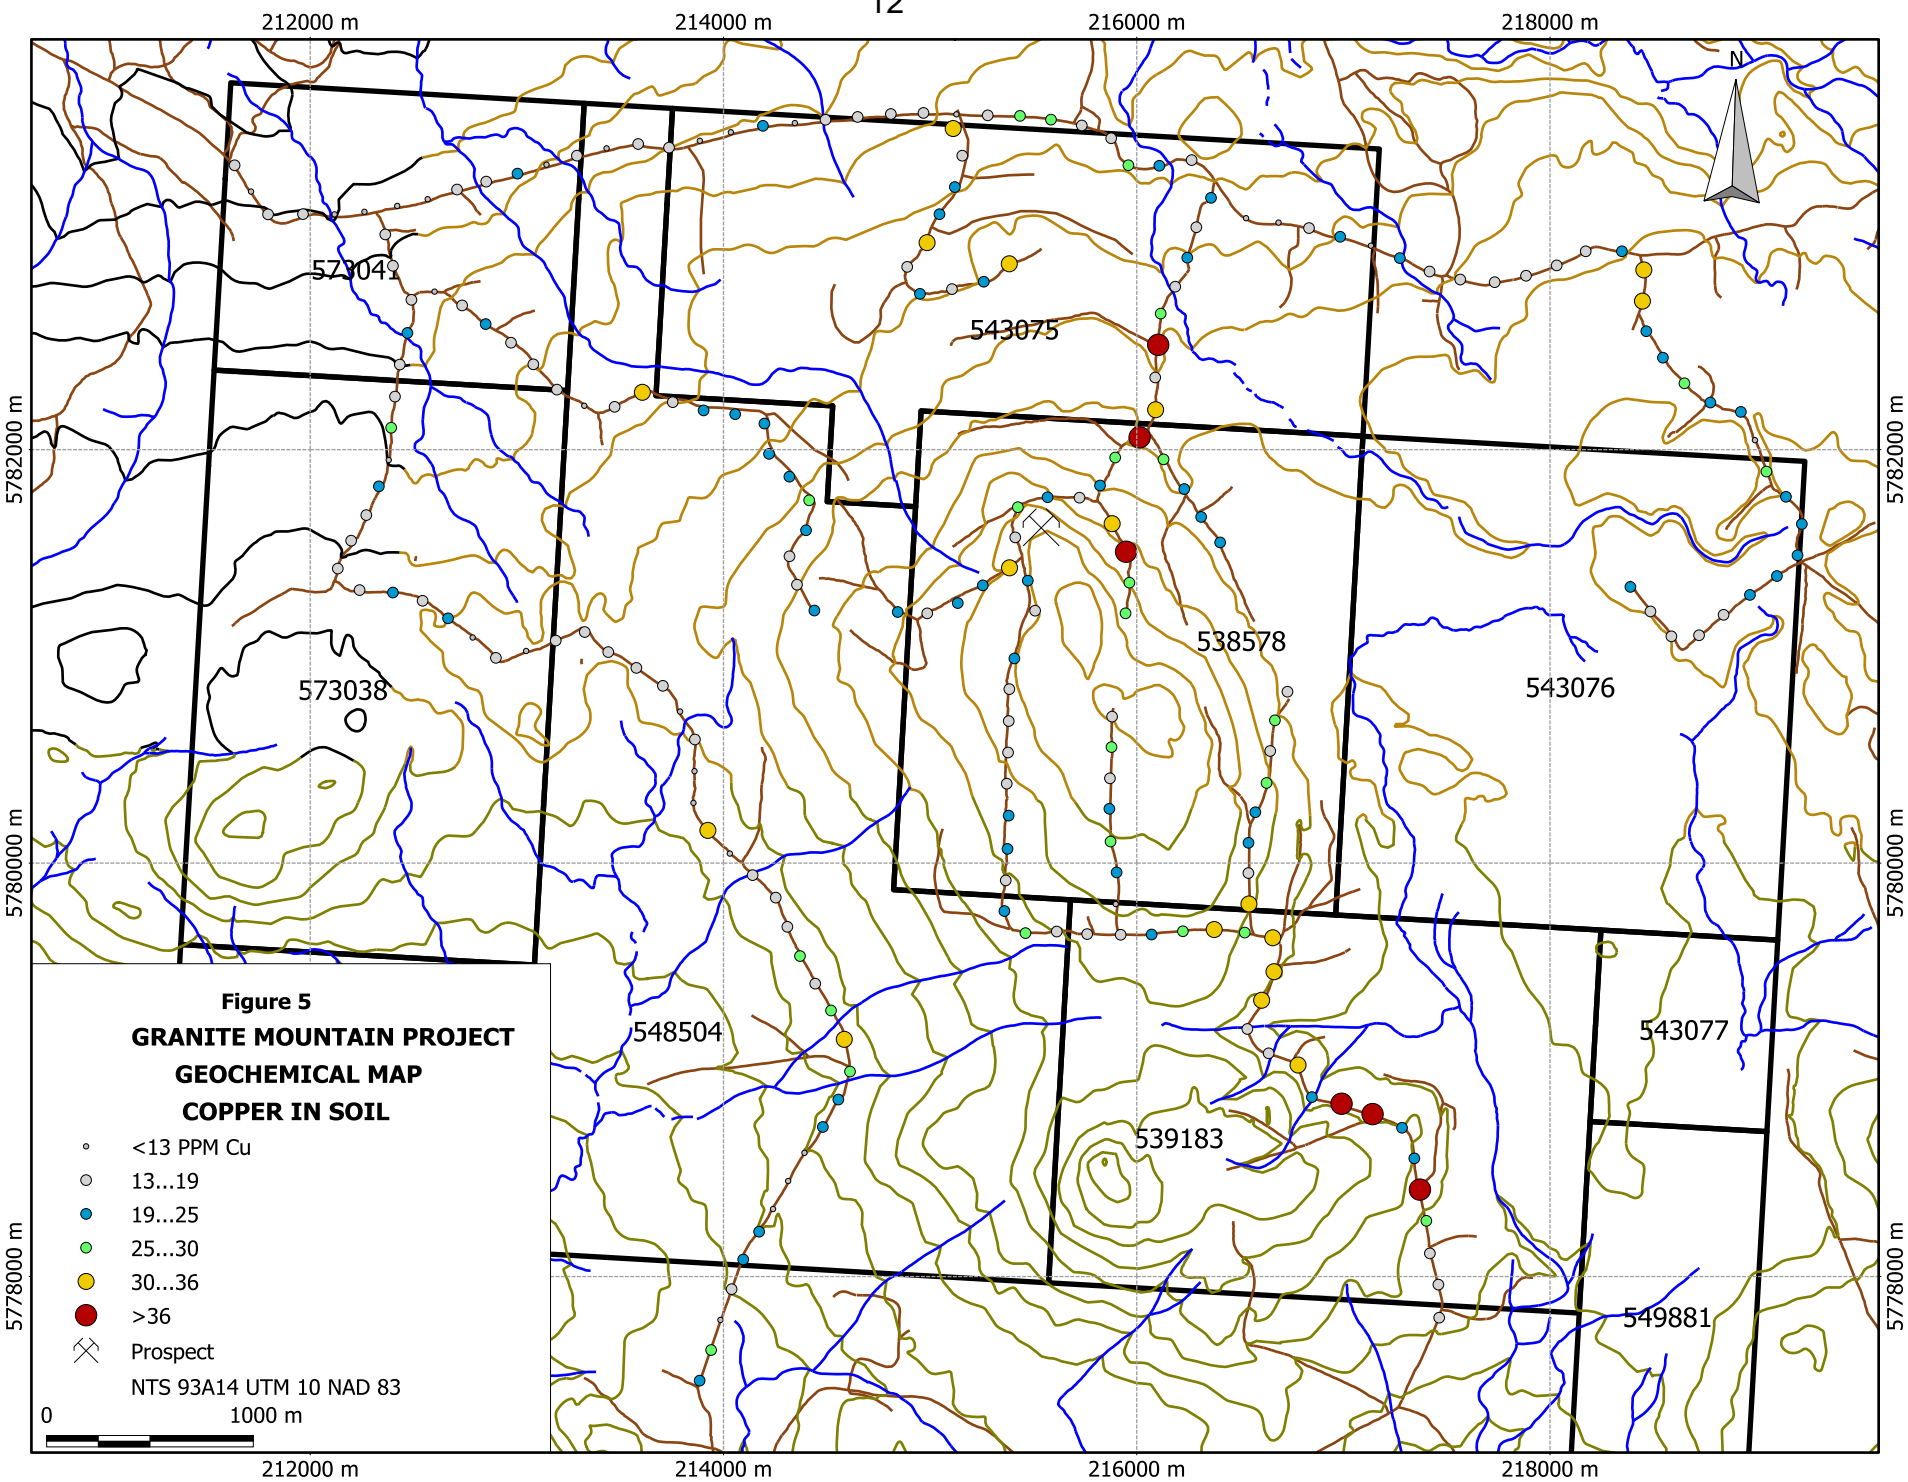 12
212000 m 214000 m 216000 m 218000 m
N
573041
543075
5782000 m 5782000 m
538578
573038
543076
5780000 m 5780000 m
548504
543077
539183
5778000 m 5778000 m
549881
Figure 5
GRANITE MOUNTAIN PROJECT
GEOCHEMICAL MAP
COPPER IN SOIL
<13 PPM Cu
13...19
19...25
25...30
30...36
>36
Prospect
NTS 93A14 UTM 10 NAD 83
0 1000 m
212000 m 214000 m 216000 m 218000 m